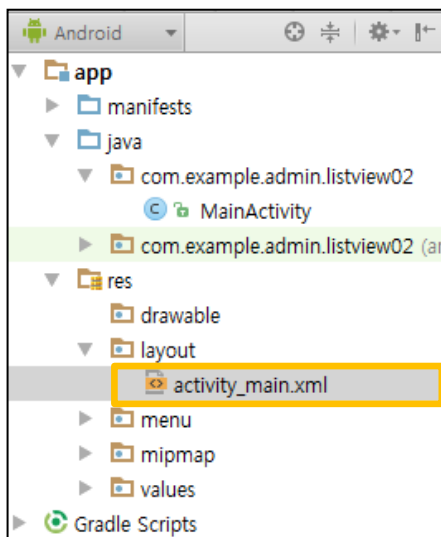 Android
app
manifests
java
com.example.admin.listview02
MainActivity
com.example.admin.listview02 (ar
res
drawable
layout
activity_main.xml
menu
mipmap
values
Gradle Scripts